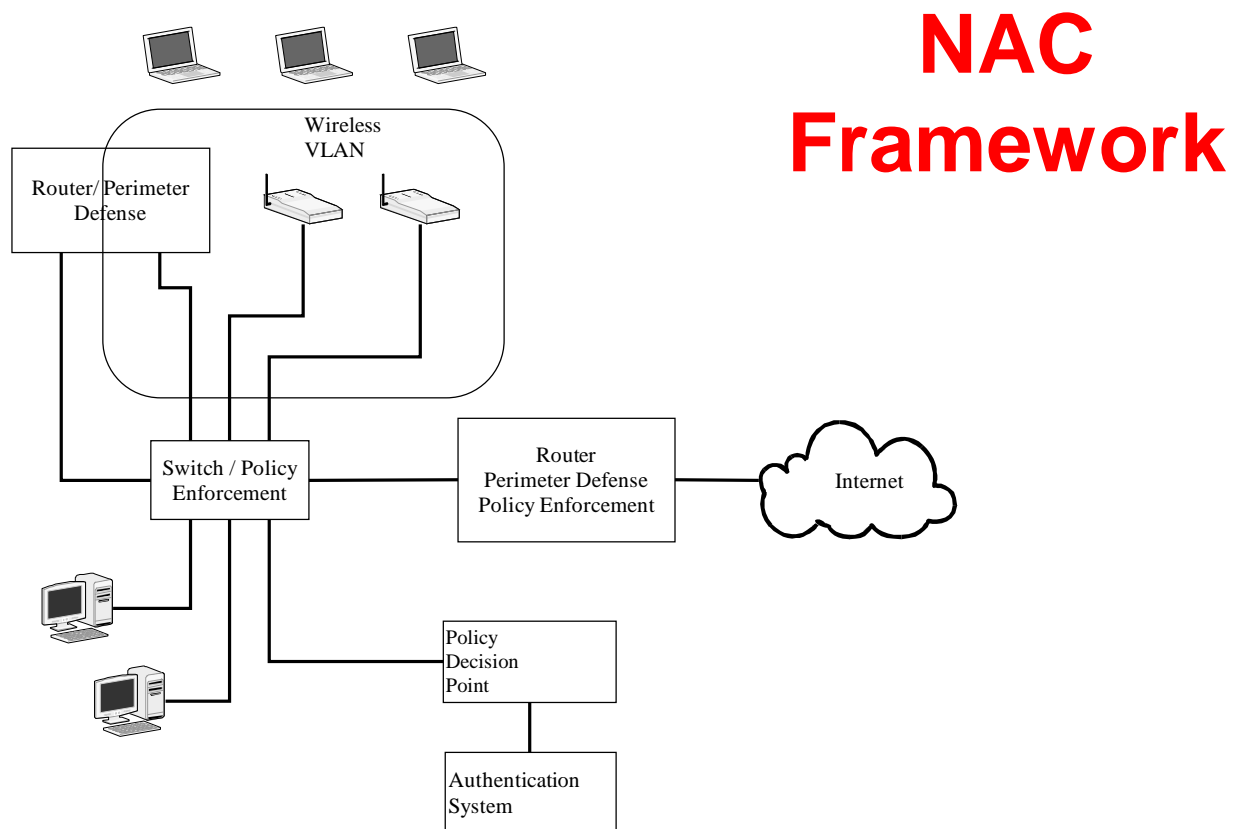 NAC
Framework
Wireless
VLAN
Router/ Perimeter
Defense
Switch / Policy
Enforcement
Router
Perimeter Defense
Policy Enforcement
Internet
Policy
Decision
Point
Authentication
System